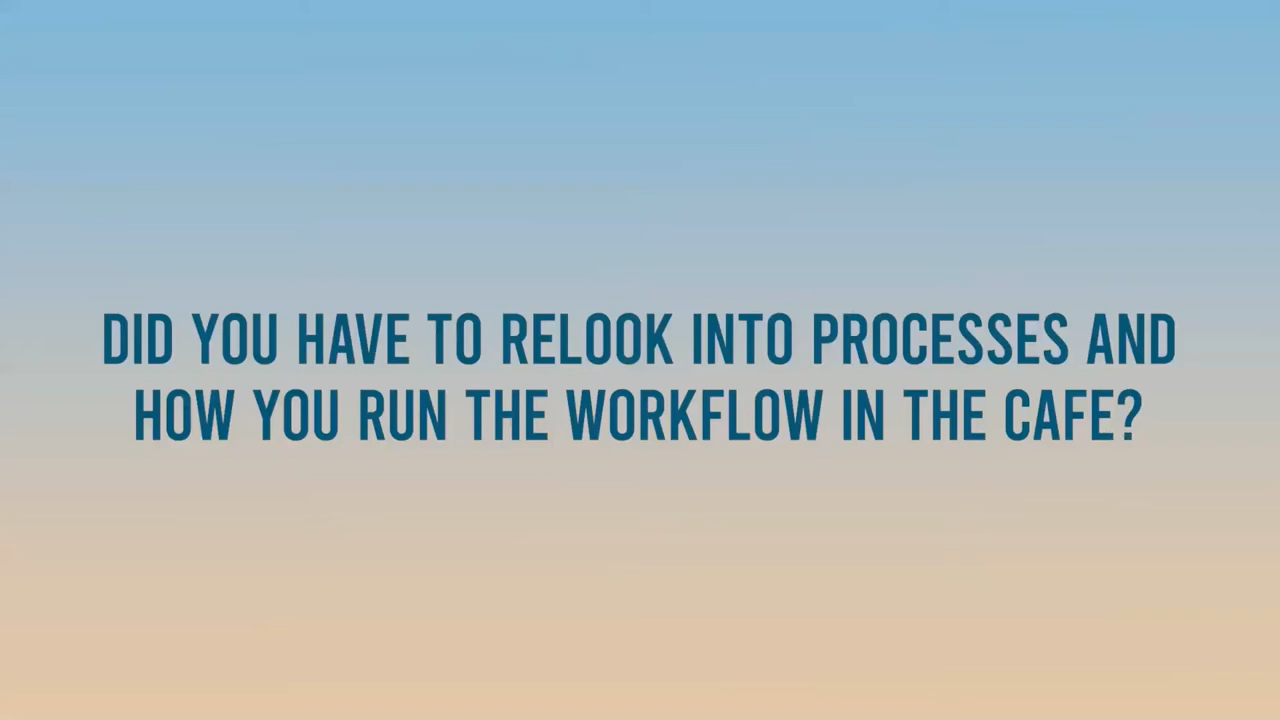 DID YOU HAVE TO RELOOK INTO PROCESSES AND
HOW YOU RUN THE WORKFLOW IN THE CAFE?